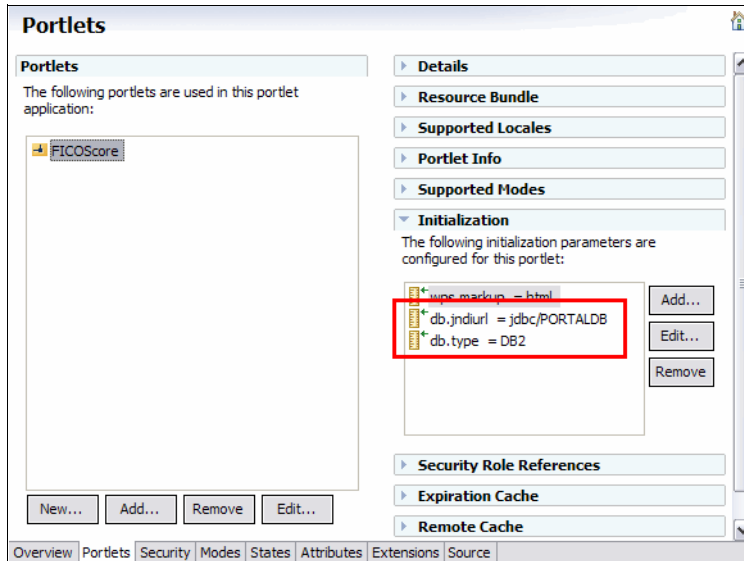 Portlets
Portlets
The following portlets are used in this portlet
application:
FICOScore
New...
Add...
Remove
Edit...
Details
Resource Bundle
Supported Locales
Portlet Info
Supported Modes
Initialization
The following initialization parameters are
configured for this portlet:
wps.markup = html
db.jndiurl = jdbc/PORTALDB
db.type = DB2
Add...
Edit...
Remove
Security Role References
Expiration Cache
Remote Cache
Overview Portlets Security Modes States Attributes Extensions Source